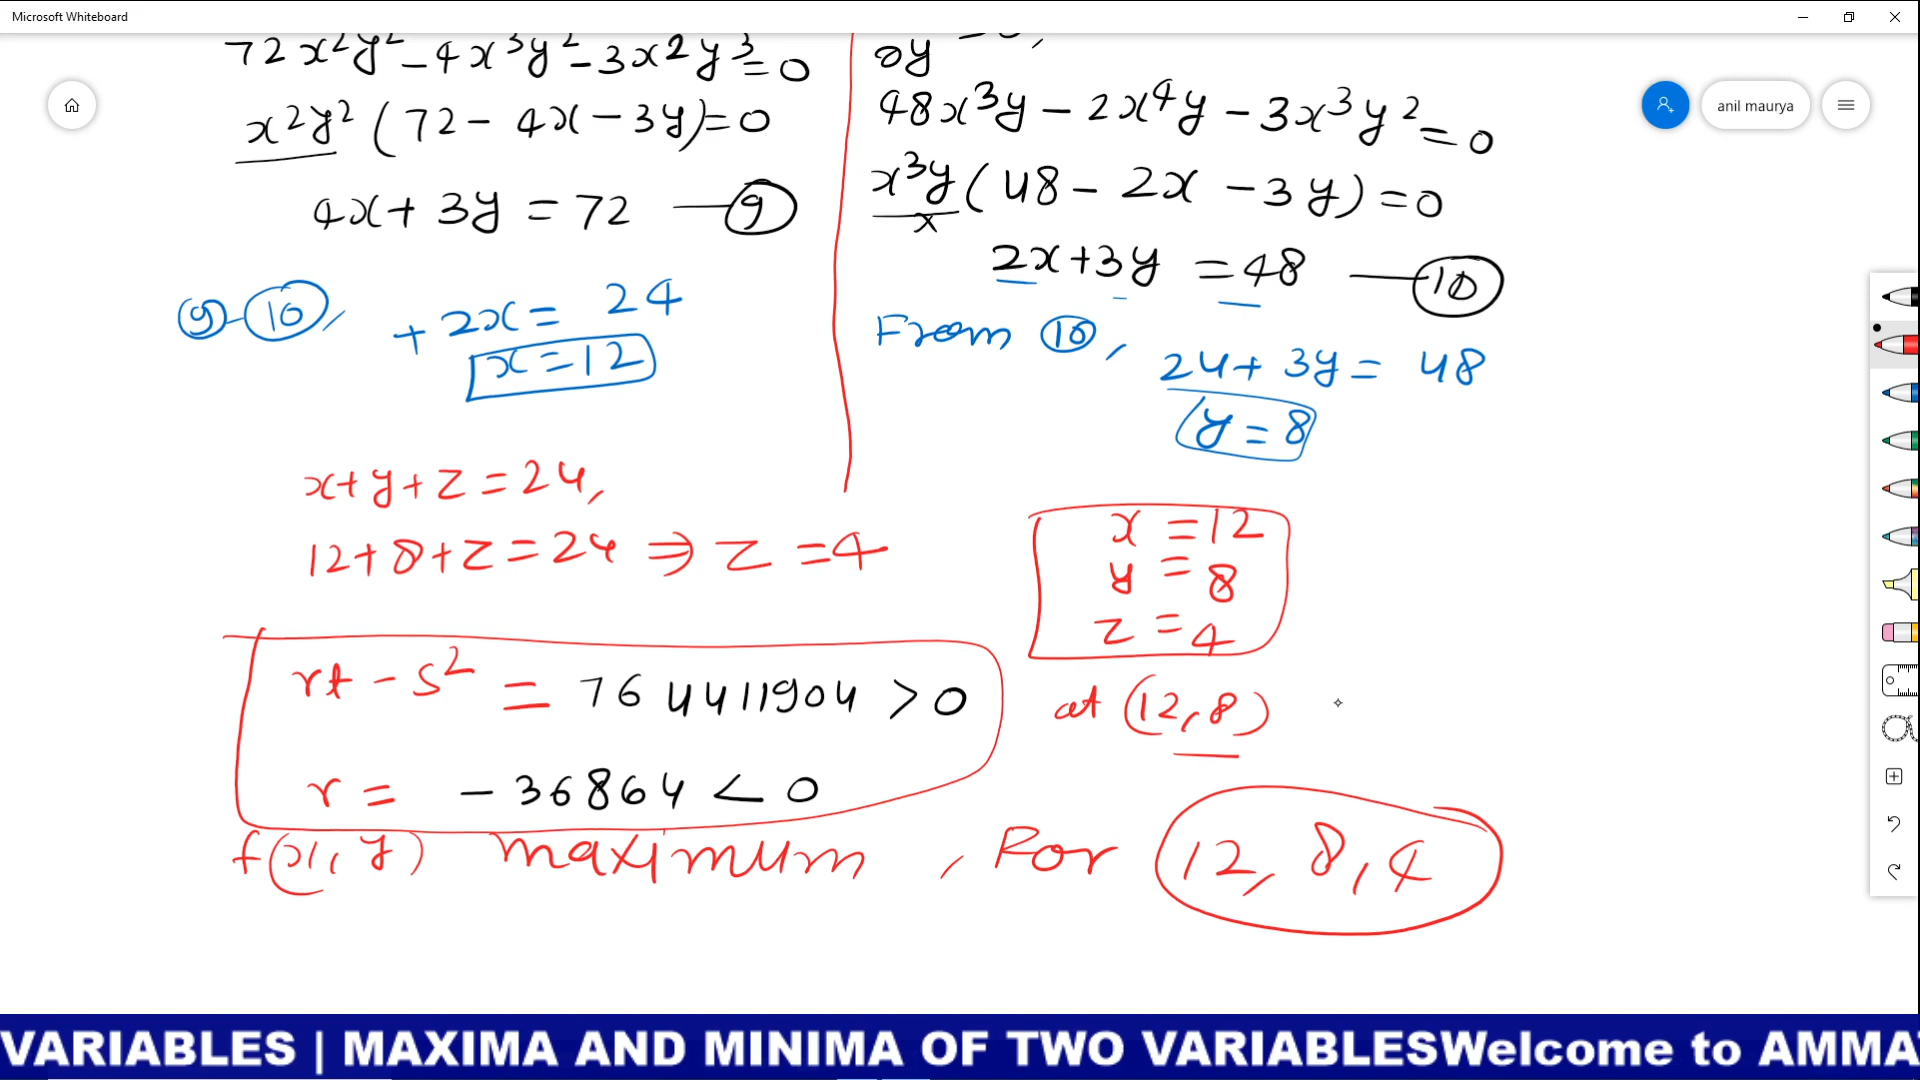 Microsoft Whiteboard
anil maurya
72x²y² - 4x³y² - 3x²y³ = 0
x²y² (72 - 4x - 3y) = 0
4x + 3y = 72 — ⑨
⑨ - ⑩, + 2x = 24
x = 12
∂y = 0,
48x³y - 2x⁴y - 3x³y² = 0
x³y (48 - 2x - 3y) = 0
x
2x + 3y = 48 — ⑩
From ⑩, 24 + 3y = 48
y = 8
x + y + z = 24,
12 + 8 + z = 24 ⇒ z = 4
x = 12
y = 8
z = 4
rt - s² = 764411904 > 0
at (12, 8)
r = - 36864 < 0
f(x, y) maximum, For 12, 8, 4
VARIABLES | MAXIMA AND MINIMA OF TWO VARIABLESWelcome to AMMA